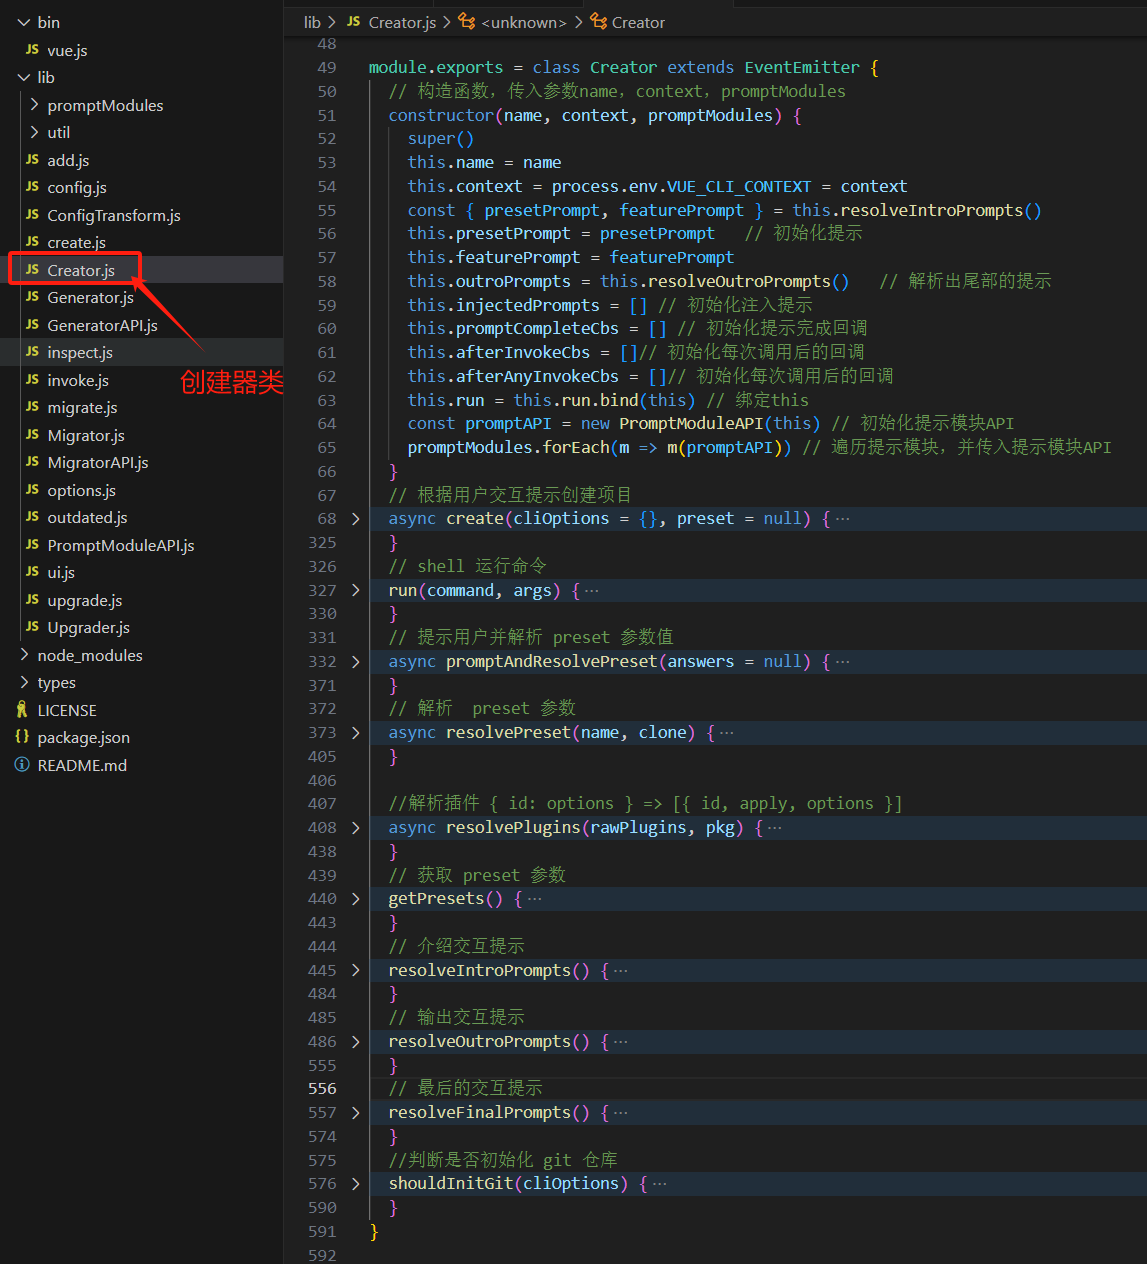 bin
JS vue.js
lib
promptModules
util
JS add.js
JS config.js
JS ConfigTransform.js
JS create.js
JS Creator.js
JS Generator.js
JS GeneratorAPI.js
JS inspect.js
创建器类
JS invoke.js
JS migrate.js
JS Migrator.js
JS MigratorAPI.js
JS options.js
JS outdated.js
JS PromptModuleAPI.js
JS ui.js
JS upgrade.js
JS Upgrader.js
node_modules
types
LICENSE
{} package.json
README.md
lib > JS Creator.js > <unknown> > Creator
48
49 module.exports = class Creator extends EventEmitter {
50 // 构造函数，传入参数name，context，promptModules
51 constructor(name, context, promptModules) {
52 super()
53 this.name = name
54 this.context = process.env.VUE_CLI_CONTEXT = context
55 const { presetPrompt, featurePrompt } = this.resolveIntroPrompts()
56 this.presetPrompt = presetPrompt // 初始化提示
57 this.featurePrompt = featurePrompt
58 this.outroPrompts = this.resolveOutroPrompts() // 解析出尾部的提示
59 this.injectedPrompts = [] // 初始化注入提示
60 this.promptCompleteCbs = [] // 初始化提示完成回调
61 this.afterInvokeCbs = []// 初始化每次调用后的回调
62 this.afterAnyInvokeCbs = []// 初始化每次调用后的回调
63 this.run = this.run.bind(this) // 绑定this
64 const promptAPI = new PromptModuleAPI(this) // 初始化提示模块API
65 promptModules.forEach(m => m(promptAPI)) // 遍历提示模块，并传入提示模块API
66 }
67 // 根据用户交互提示创建项目
68 async create(cliOptions = {}, preset = null) { ···
325 }
326 // shell 运行命令
327 run(command, args) { ···
330 }
331 // 提示用户并解析 preset 参数值
332 async promptAndResolvePreset(answers = null) { ···
371 }
372 // 解析  preset 参数
373 async resolvePreset(name, clone) { ···
405 }
406
407 //解析插件 { id: options } => [{ id, apply, options }]
408 async resolvePlugins(rawPlugins, pkg) { ···
438 }
439 // 获取 preset 参数
440 getPresets() { ···
443 }
444 // 介绍交互提示
445 resolveIntroPrompts() { ···
484 }
485 // 输出交互提示
486 resolveOutroPrompts() { ···
555 }
556 // 最后的交互提示
557 resolveFinalPrompts() { ···
574 }
575 //判断是否初始化 git 仓库
576 shouldInitGit(cliOptions) { ···
590 }
591 }
592